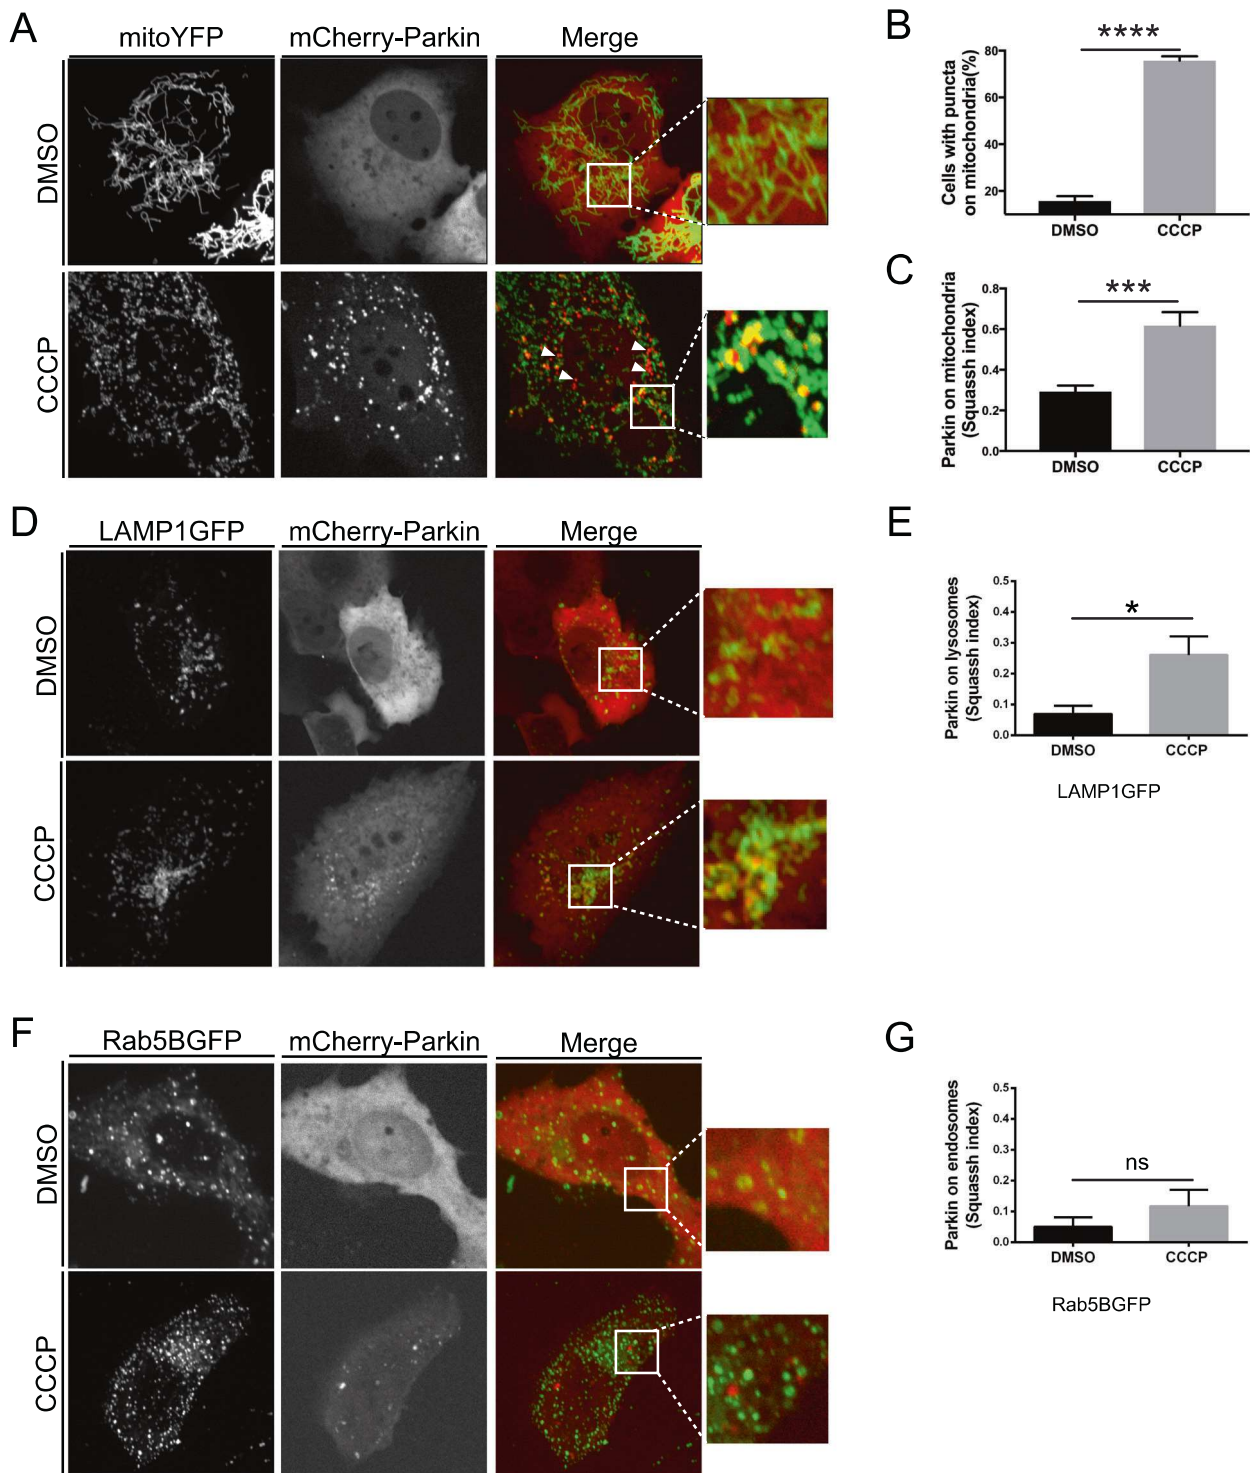 A
mitoYFP
mCherry-Parkin
Merge
DMSO
CCCP
B
Cells with puncta
on mitochondria(%)
80
60
40
20
****
DMSO
CCCP
C
Parkin on mitochondria
(Squassh index)
0.8
0.6
0.4
0.2
0.0
***
DMSO
CCCP
D
LAMP1GFP
mCherry-Parkin
Merge
DMSO
CCCP
E
Parkin on lysosomes
(Squassh index)
0.5
0.4
0.3
0.2
0.1
0.0
*
DMSO
CCCP
LAMP1GFP
F
Rab5BGFP
mCherry-Parkin
Merge
DMSO
CCCP
G
Parkin on endosomes
(Squassh index)
0.5
0.4
0.3
0.2
0.1
0.0
ns
DMSO
CCCP
Rab5BGFP